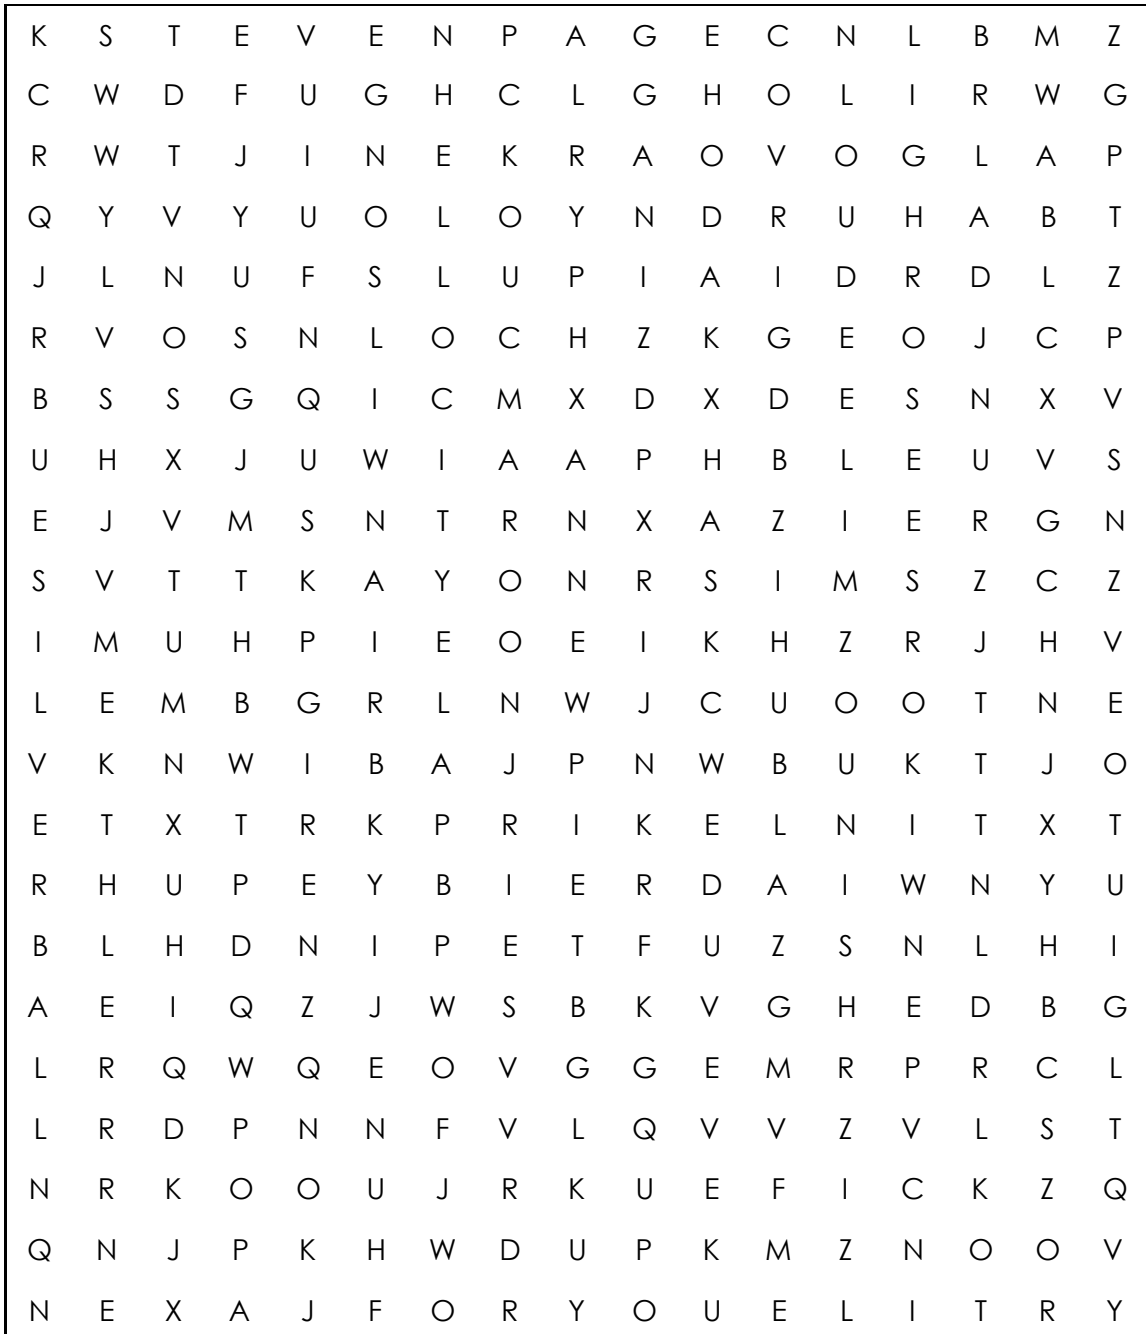 K S T E V E N P A G E C N L B M Z
C W D F U G H C L G H O L I R W G
R W T J I N E K R A O V O G L A P
Q Y V Y U O L O Y N D R U H A B T
J L N U F S L U P I A I D R D L Z
R V O S N L O C H Z K G E O J C P
B S S G Q I C M X D X D E S N X V
U H X J U W I A A P H B L E U V S
E J V M S N T R N X A Z I E R G N
S V T T K A Y O N R S I M S Z C Z
I M U H P I E O E I K H Z R J H V
L E M B G R L N W J C U O O T N E
V K N W I B A J P N W B U K T J O
E T X T R K P R I K E L N I T X T
R H U P E Y B I E R D A I W N Y U
B L H D N I P E T F U Z S N L H I
A E I Q Z J W S B K V G H E D B G
L R Q W Q E O V G G E M R P R C L
L R D P N N F V L Q V V Z V L S T
N R K O O U J R K U E F I C K Z Q
Q N J P K H W D U P K M Z N O O V
N E X A J F O R Y O U E L I T R Y